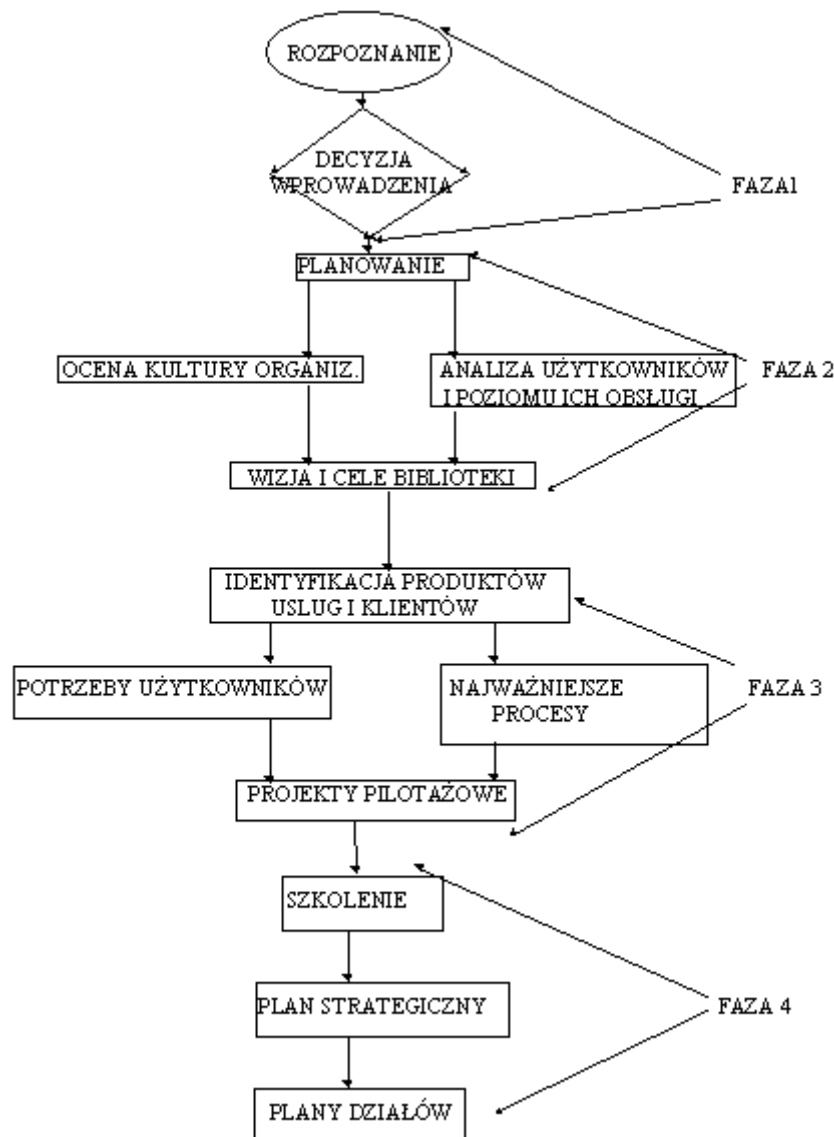 ROZPOZNANIE
DECYZJA
WPROWADZENIA
FAZA1
PLANOWANIE
OCENA KULTURY ORGANIZ.
ANALIZA UŻYTKOWNIKÓW
I POZIOMU ICH OBSŁUGI
FAZA 2
WIZJA I CELE BIBLIOTEKI
IDENTYFIKACJA PRODUKTÓW
USLUG I KLIENTÓW
POTRZEBY UŻYTKOWNIKÓW
NAJWAŹNIEJSZE
PROCESY
FAZA 3
PROJEKTY PILOTAŻOWE
SZKOLENIE
PLAN STRATEGICZNY
FAZA 4
PLANY DZIAŁÓW